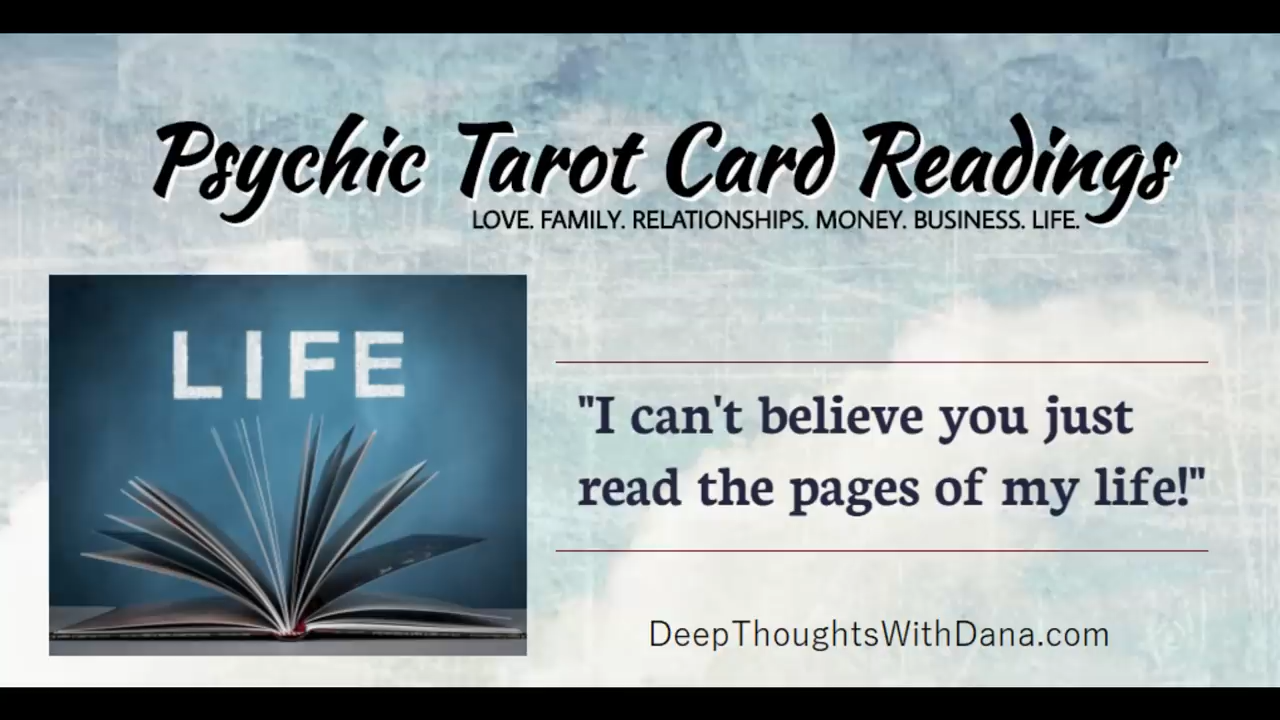 Psychic Tarot Card Readings
LOVE. FAMILY. RELATIONSHIPS. MONEY. BUSINESS. LIFE.
LIFE
"I can't believe you just
read the pages of my life!"
DeepThoughtsWithDana.com